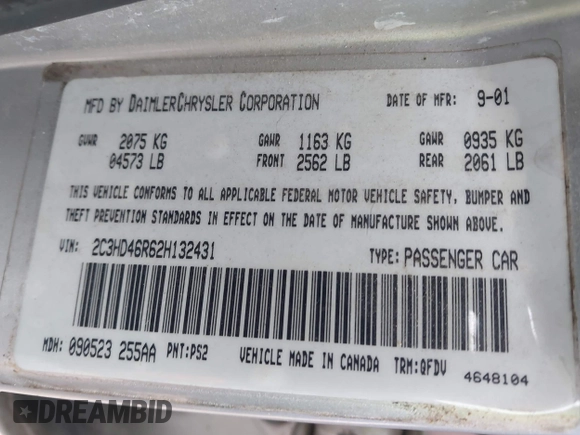 MFD BY DAIMLERCHRYSLER CORPORATION DATE OF MFR: 9-01
GVWR 2075 KG GAWR 1163 KG GAWR 0935 KG
04573 LB FRONT 2562 LB REAR 2061 LB
THIS VEHICLE CONFORMS TO ALL APPLICABLE FEDERAL MOTOR VEHICLE SAFETY, BUMPER AND
THEFT PREVENTION STANDARDS IN EFFECT ON THE DATE OF MANUFACTURE SHOWN ABOVE.
VIN: 2C3HD46R62H132431 TYPE: PASSENGER CAR
MDH: 090523 255AA PNT: PS2 VEHICLE MADE IN CANADA TRM: QFDV
4648104
DREAMBID